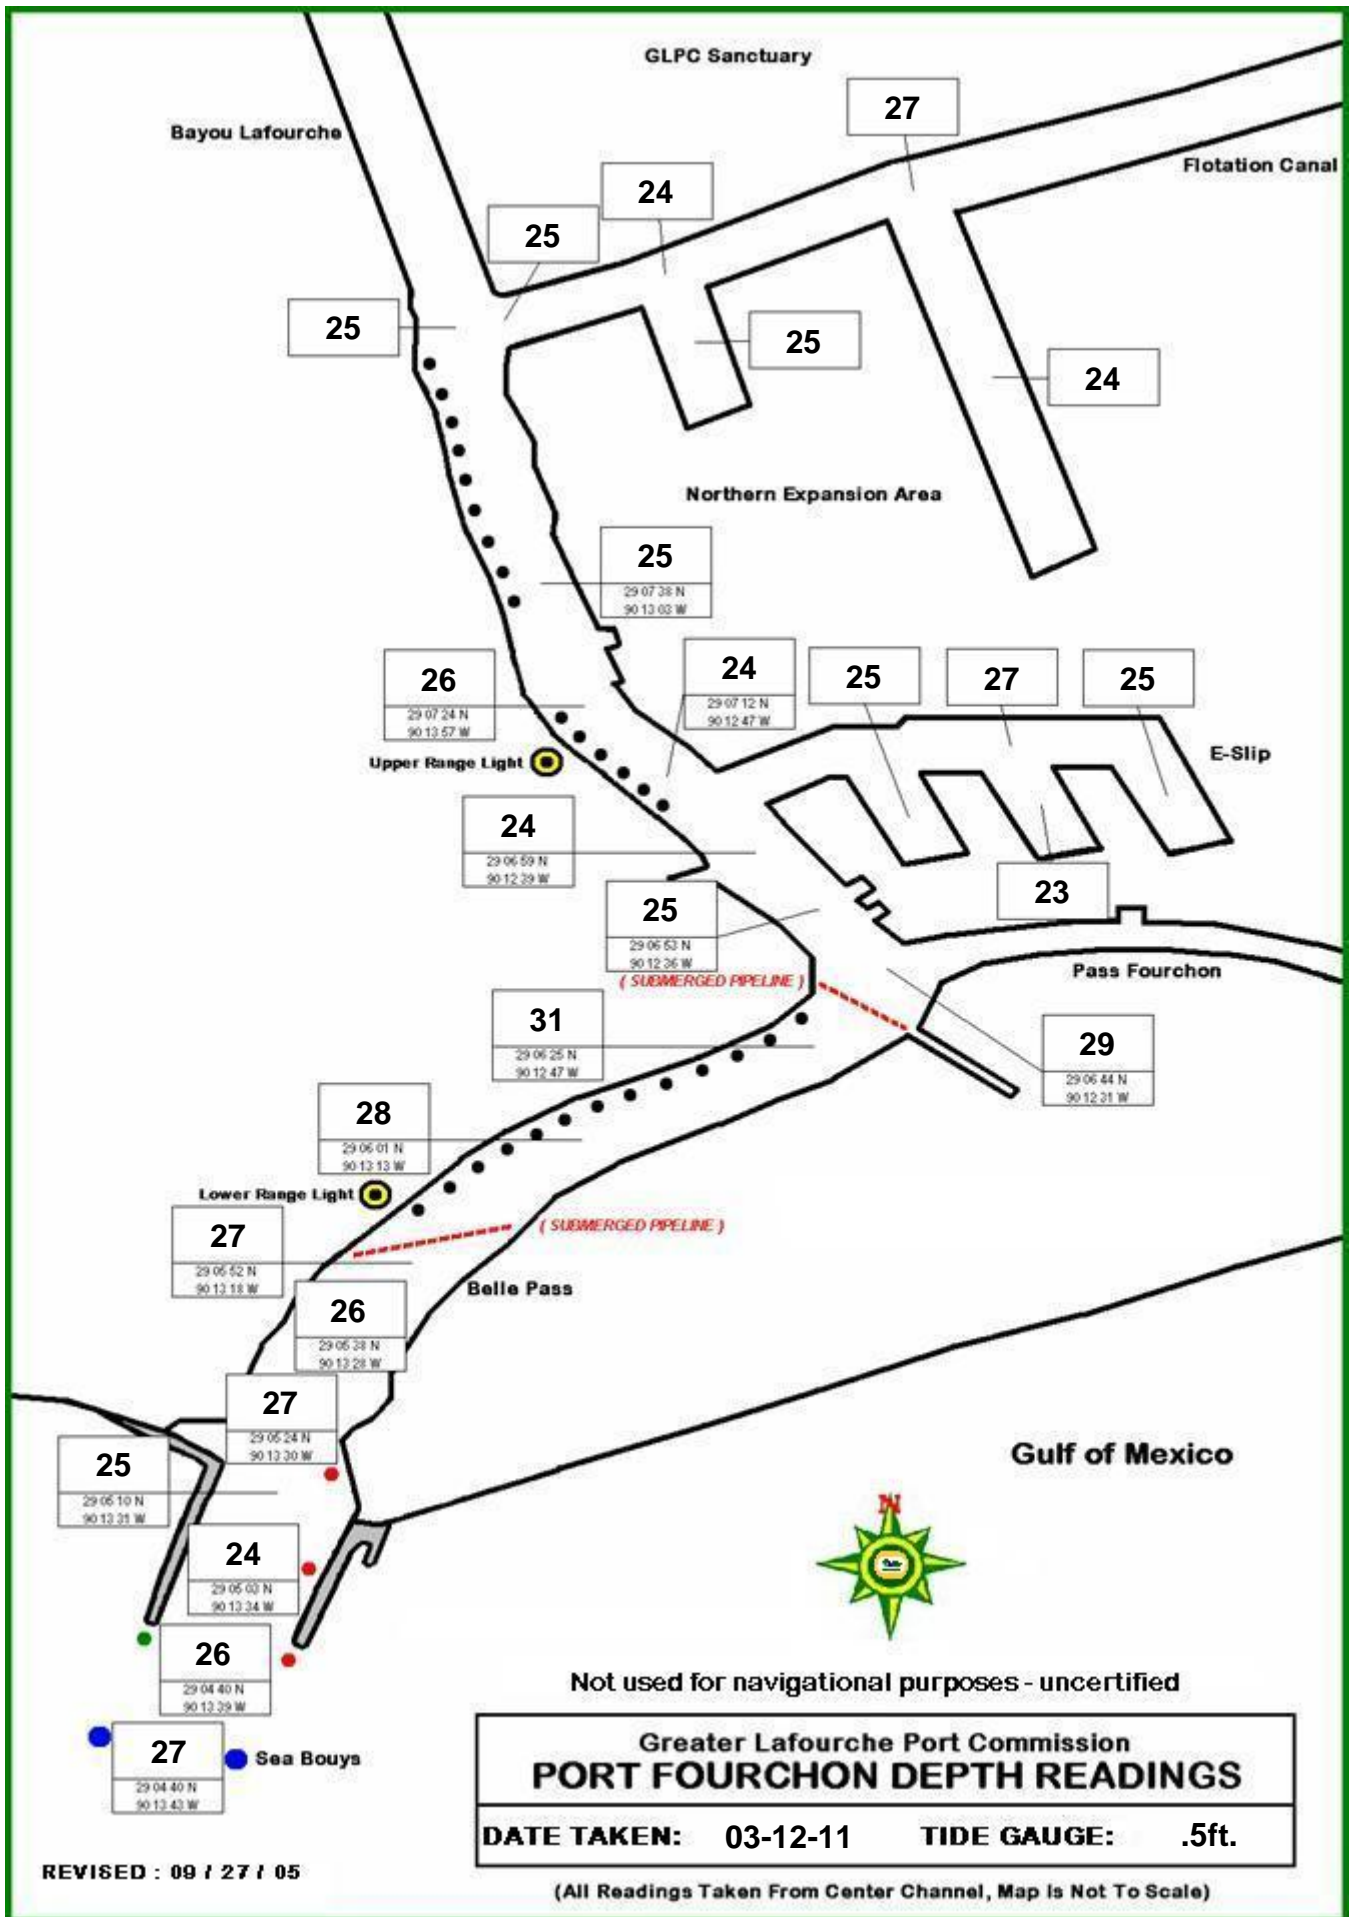 GLPC Sanctuary
27
Bayou Lafourche
Flotation Canal
24
25
25
25
24
Northern Expansion Area
25
29 07 38 N
90 13 03 W
26
29 07 24 N
90 13 57 W
24
29 07 12 N
90 12 47 W
25
27
25
E-Slip
Upper Range Light
24
29 06 59 N
90 12 39 W
23
25
29 06 53 N
90 12 36 W
( SUBMERGED PIPELINE )
Pass Fourchon
31
29 06 25 N
90 12 47 W
29
29 06 44 N
90 12 31 W
28
29 06 01 N
90 13 13 W
Lower Range Light
27
29 05 52 N
90 13 18 W
( SUBMERGED PIPELINE )
Belle Pass
26
29 05 38 N
90 13 28 W
27
29 05 24 N
90 13 30 W
25
29 05 10 N
90 13 31 W
Gulf of Mexico
N
24
29 05 03 N
90 13 34 W
26
29 04 40 N
90 13 39 W
27
29 04 40 N
90 13 43 W
Sea Bouys
Not used for navigational purposes - uncertified
Greater Lafourche Port Commission
PORT FOURCHON DEPTH READINGS
DATE TAKEN: 03-12-11 TIDE GAUGE: .5ft.
REVISED : 09 / 27 / 05
(All Readings Taken From Center Channel, Map Is Not To Scale)